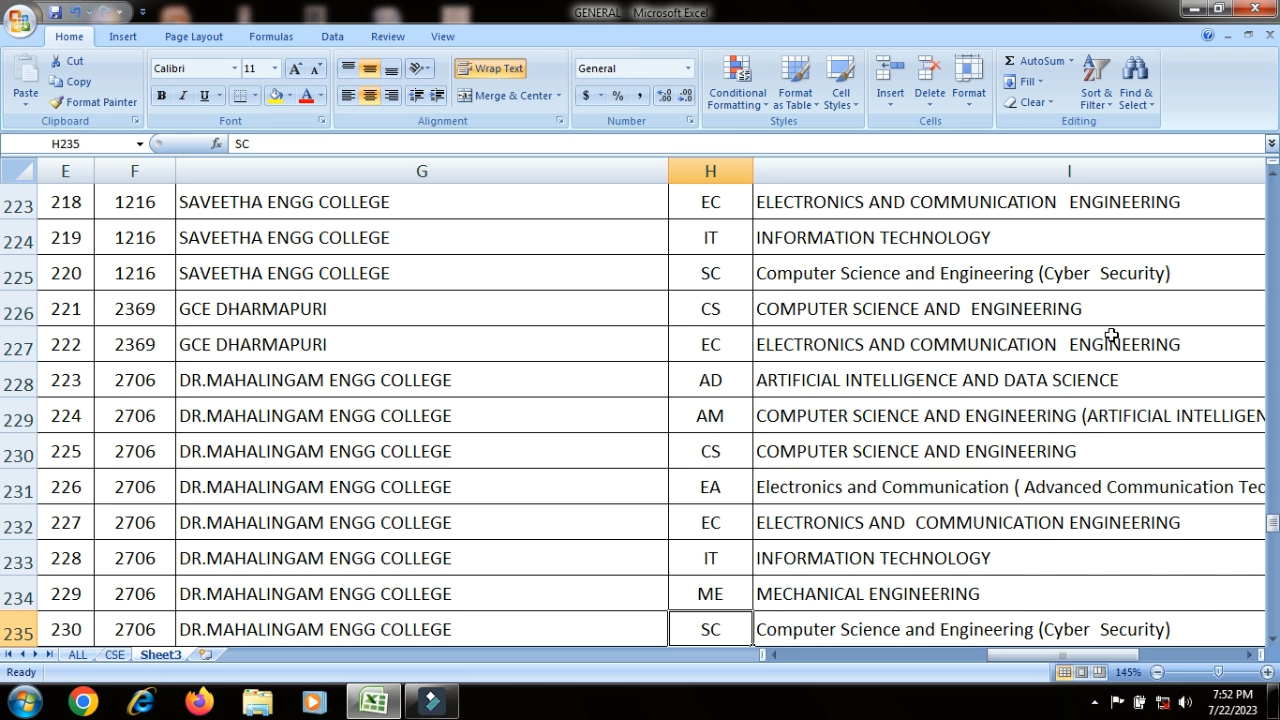 GENERAL - Microsoft Excel
Home Insert Page Layout Formulas Data Review View
Paste Cut Calibri 11 Wrap Text General Conditional Formatting Format as Table Cell Styles Insert Delete Format AutoSum Sort & Filter Find & Select
Copy Fill
Format Painter B I U A Merge & Center $ % , Clear
Clipboard Font Alignment Number Styles Cells Editing
H235 fx SC
E F G H I
223 218 1216 SAVEETHA ENGG COLLEGE EC ELECTRONICS AND COMMUNICATION ENGINEERING
224 219 1216 SAVEETHA ENGG COLLEGE IT INFORMATION TECHNOLOGY
225 220 1216 SAVEETHA ENGG COLLEGE SC Computer Science and Engineering (Cyber Security)
226 221 2369 GCE DHARMAPURI CS COMPUTER SCIENCE AND ENGINEERING
227 222 2369 GCE DHARMAPURI EC ELECTRONICS AND COMMUNICATION ENGINEERING
228 223 2706 DR.MAHALINGAM ENGG COLLEGE AD ARTIFICIAL INTELLIGENCE AND DATA SCIENCE
229 224 2706 DR.MAHALINGAM ENGG COLLEGE AM COMPUTER SCIENCE AND ENGINEERING (ARTIFICIAL INTELLIGEN
230 225 2706 DR.MAHALINGAM ENGG COLLEGE CS COMPUTER SCIENCE AND ENGINEERING
231 226 2706 DR.MAHALINGAM ENGG COLLEGE EA Electronics and Communication ( Advanced Communication Tec
232 227 2706 DR.MAHALINGAM ENGG COLLEGE EC ELECTRONICS AND COMMUNICATION ENGINEERING
233 228 2706 DR.MAHALINGAM ENGG COLLEGE IT INFORMATION TECHNOLOGY
234 229 2706 DR.MAHALINGAM ENGG COLLEGE ME MECHANICAL ENGINEERING
235 230 2706 DR.MAHALINGAM ENGG COLLEGE SC Computer Science and Engineering (Cyber Security)
ALL CSE Sheet3
Ready 145%
7:52 PM
7/22/2023